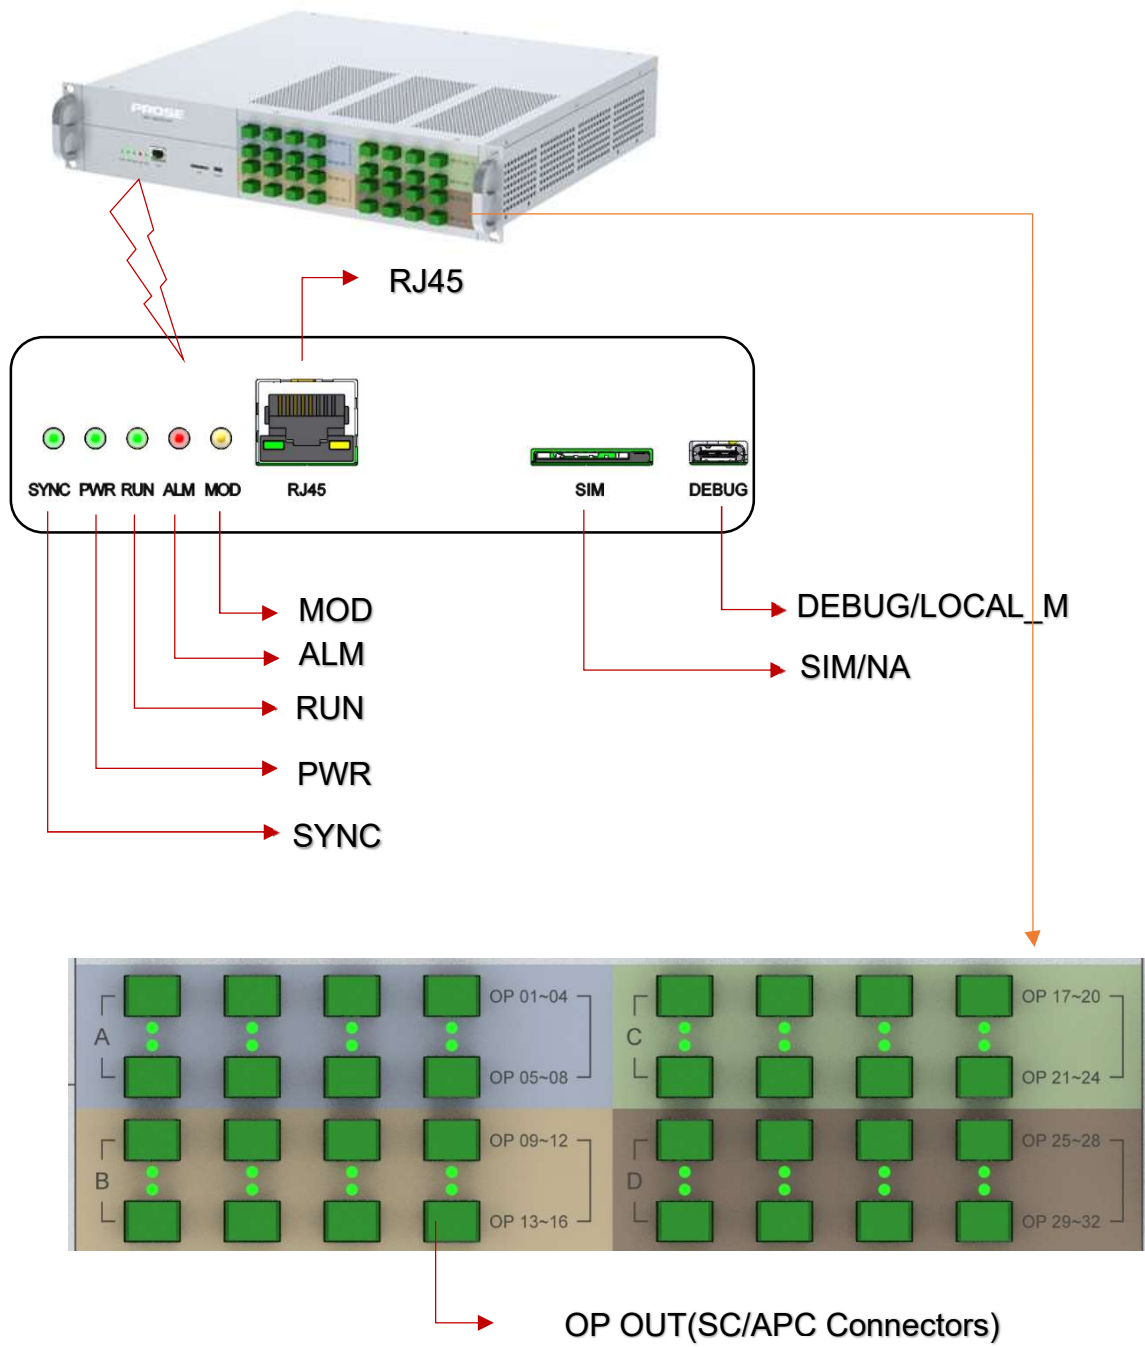 PROSE
RJ45
SYNC PWR RUN ALM MOD RJ45 SIM DEBUG
MOD
ALM
RUN
PWR
SYNC
DEBUG/LOCAL_M
SIM/NA
A
OP 01~04
OP 05~08
B
OP 09~12
OP 13~16
C
OP 17~20
OP 21~24
D
OP 25~28
OP 29~32
OP OUT(SC/APC Connectors)